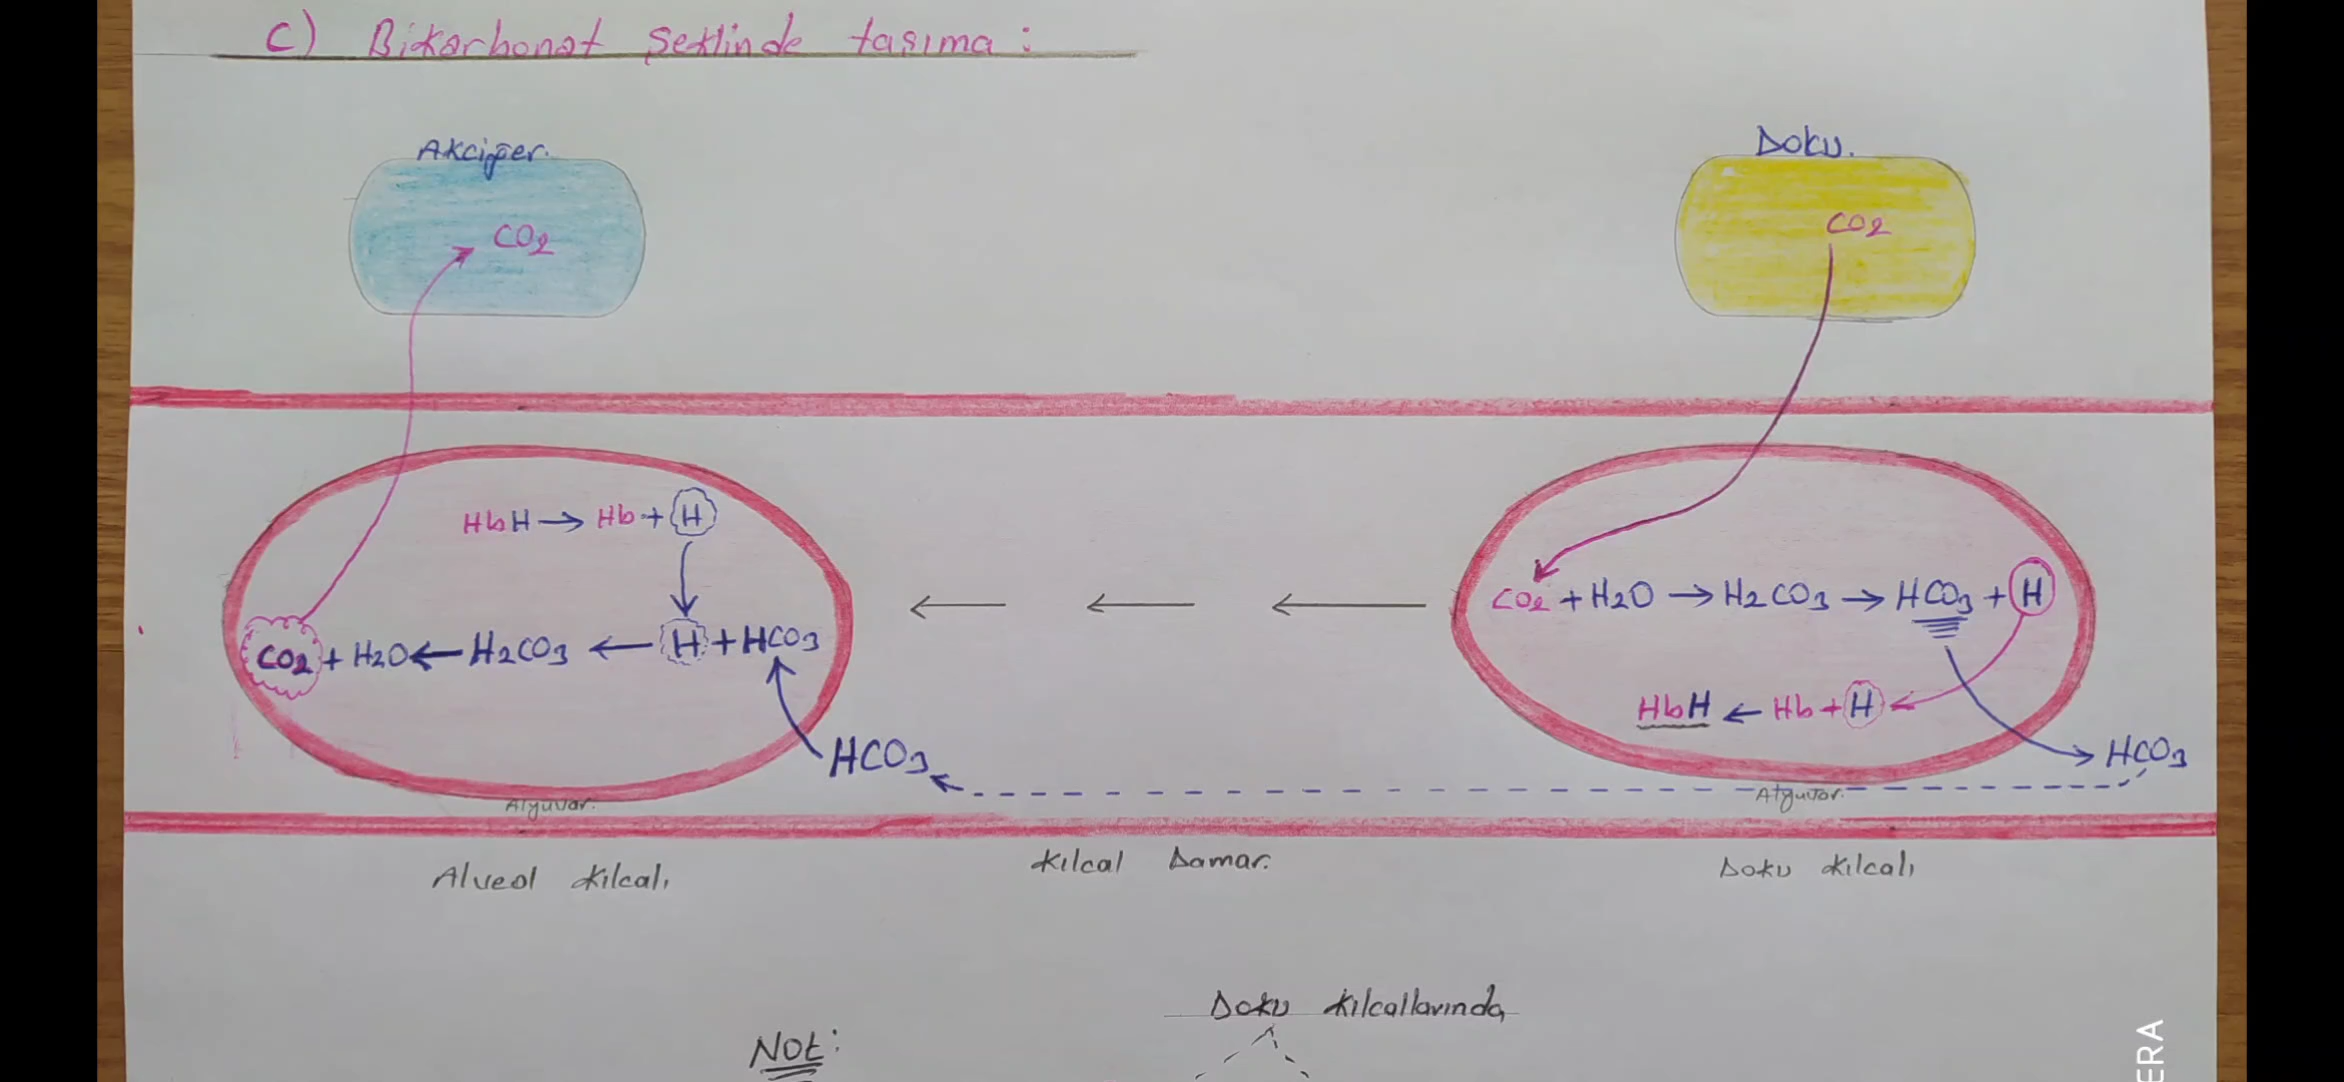 c) Bikarbonat şeklinde taşıma:
Akciğer.
Doku.
CO2
CO2
HbH → Hb + H
CO2 + H2O → H2CO3 → HCO3 + H
CO2 + H2O ← H2CO3 ← H + HCO3
HbH ← Hb + H
HCO3
HCO3
Alyuvar.
Alyuvar.
Alveol Kılcalı
Kılcal Damar.
Doku Kılcalı
Doku Kılcallarında
NOT:
ERA